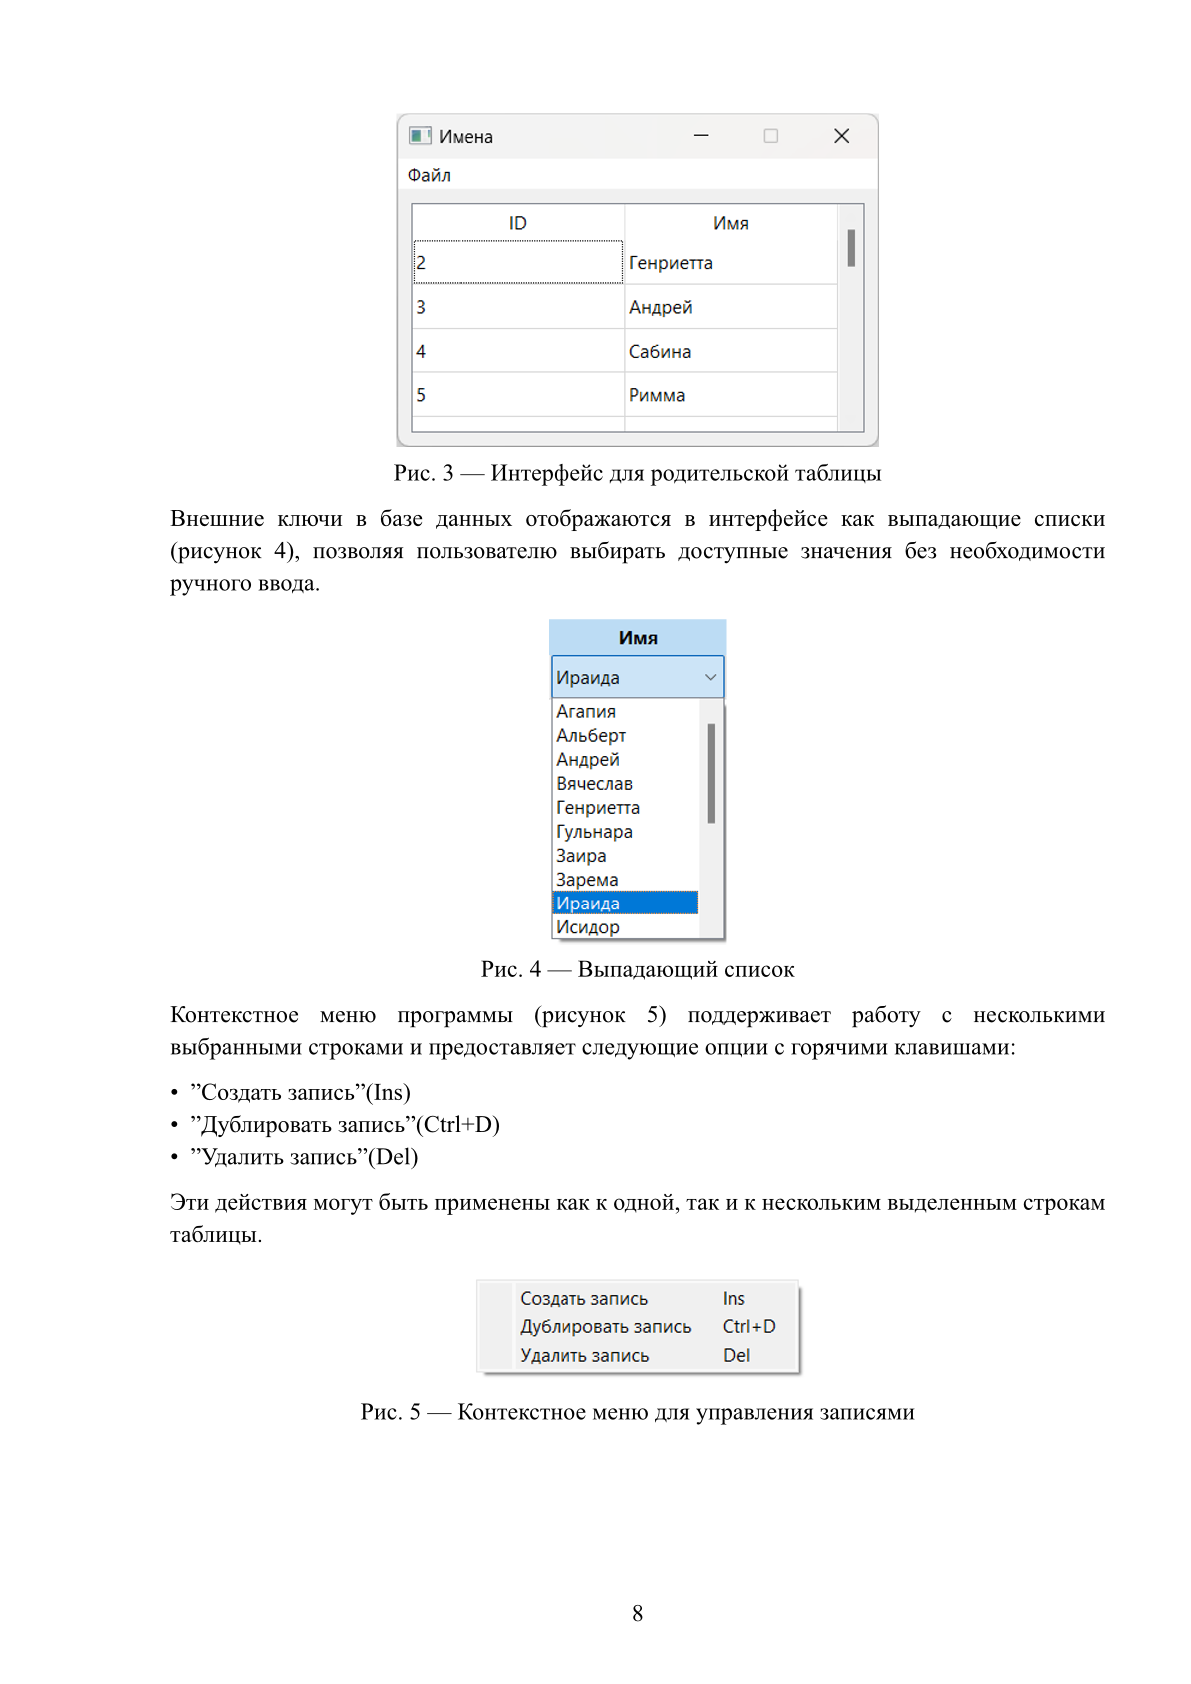 Имена
Файл
ID Имя
2 Генриетта
3 Андрей
4 Сабина
5 Римма
Рис. 3 — Интерфейс для родительской таблицы
Внешние ключи в базе данных отображаются в интерфейсе как выпадающие списки
(рисунок 4), позволяя пользователю выбирать доступные значения без необходимости
ручного ввода.
Имя
Ираида
Агапия
Альберт
Андрей
Вячеслав
Генриетта
Гульнара
Заира
Зарема
Ираида
Исидор
Рис. 4 — Выпадающий список
Контекстное меню программы (рисунок 5) поддерживает работу с несколькими
выбранными строками и предоставляет следующие опции с горячими клавишами:
• ”Создать запись”(Ins)
• ”Дублировать запись”(Ctrl+D)
• ”Удалить запись”(Del)
Эти действия могут быть применены как к одной, так и к нескольким выделенным строкам
таблицы.
Создать запись Ins
Дублировать запись Ctrl+D
Удалить запись Del
Рис. 5 — Контекстное меню для управления записями
8